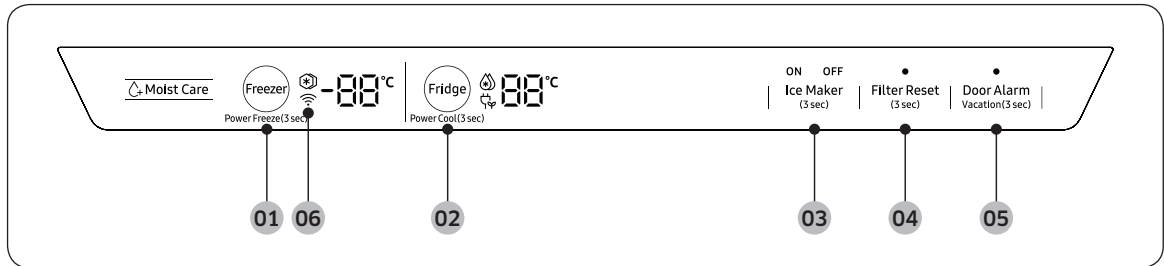 Moist Care
Freezer
Power Freeze(3 sec)
-88°C
Fridge
Power Cool(3 sec)
88°C
ON OFF
Ice Maker
(3 sec)
Filter Reset
(3 sec)
Door Alarm
Vacation(3 sec)
01 06 02 03 04 05